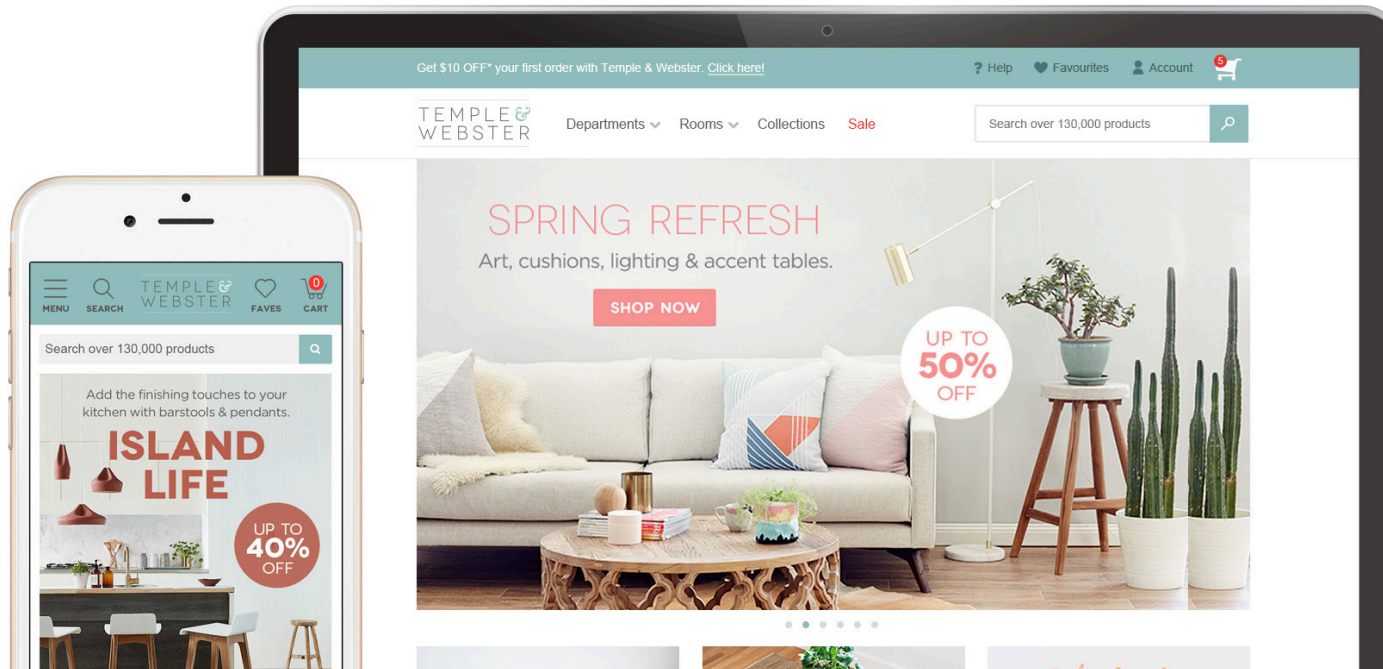 Get $10 OFF* your first order with Temple & Webster. Click here!
? Help
Favourites
Account
5
TEMPLE &
WEBSTER
Departments
Rooms
Collections
Sale
Search over 130,000 products
SPRING REFRESH
Art, cushions, lighting & accent tables.
SHOP NOW
UP TO
50%
OFF
MENU
SEARCH
TEMPLE &
WEBSTER
FAVES
0
CART
Search over 130,000 products
Add the finishing touches to your
kitchen with barstools & pendants.
ISLAND
LIFE
UP TO
40%
OFF